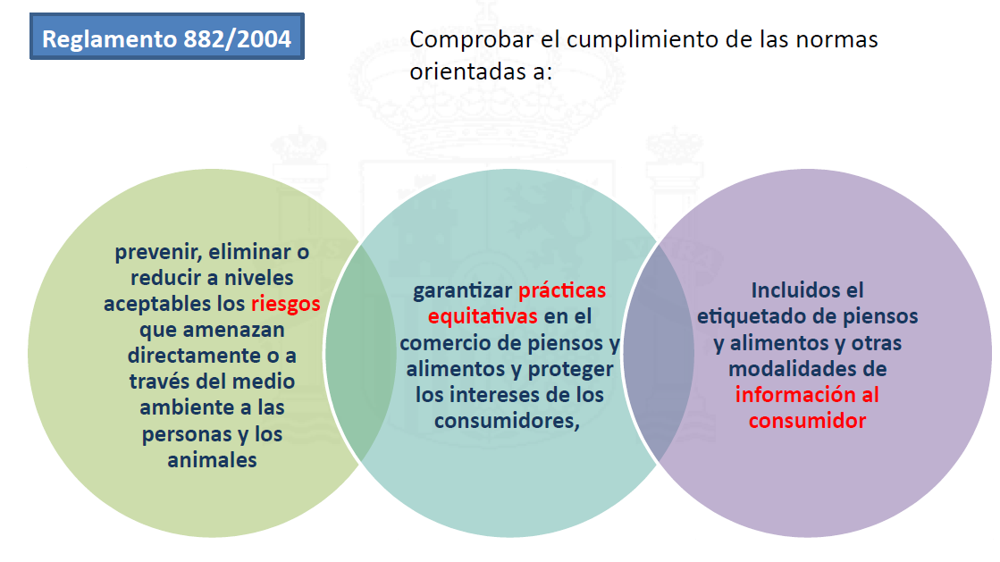 Reglamento 882/2004
Comprobar el cumplimiento de las normas
orientadas a:
prevenir, eliminar o
reducir a niveles
aceptables los riesgos
que amenazan
directamente o a
través del medio
ambiente a las
personas y los
animales
garantizar prácticas
equitativas en el
comercio de piensos y
alimentos y proteger
los intereses de los
consumidores,
Incluidos el
etiquetado de piensos
y alimentos y otras
modalidades de
información al
consumidor